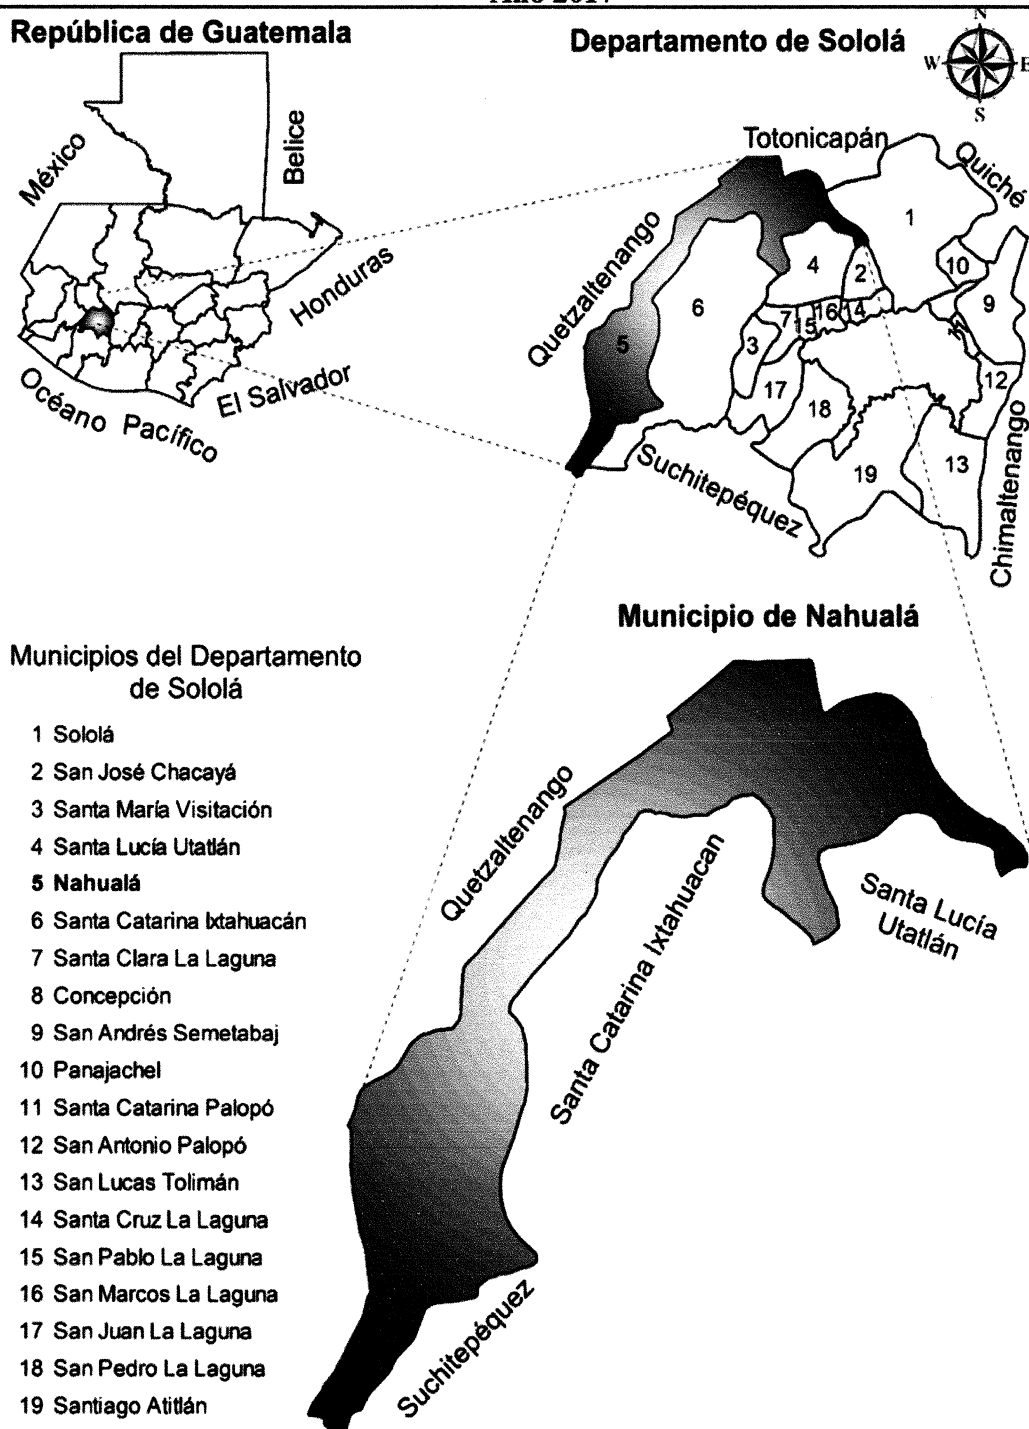 República de Guatemala
México
Belice
Honduras
El Salvador
Océano Pacífico
Departamento de Sololá
N
W
E
S
Totonicapán
Quiché
Quetzaltenango
Suchitepéquez
Chimaltenango
1
2
3
4
5
6
7
9
10
11
12
13
14
15
16
17
18
19
Municipio de Nahualá
Quetzaltenango
Santa Catarina Ixtahuacan
Santa Lucía
Utatlán
Suchitepéquez
Municipios del Departamento
de Sololá
1 Sololá
2 San José Chacayá
3 Santa María Visitación
4 Santa Lucía Utatlán
5 Nahualá
6 Santa Catarina Ixtahuacán
7 Santa Clara La Laguna
8 Concepción
9 San Andrés Semetabaj
10 Panajachel
11 Santa Catarina Palopó
12 San Antonio Palopó
13 San Lucas Tolimán
14 Santa Cruz La Laguna
15 San Pablo La Laguna
16 San Marcos La Laguna
17 San Juan La Laguna
18 San Pedro La Laguna
19 Santiago Atitlán